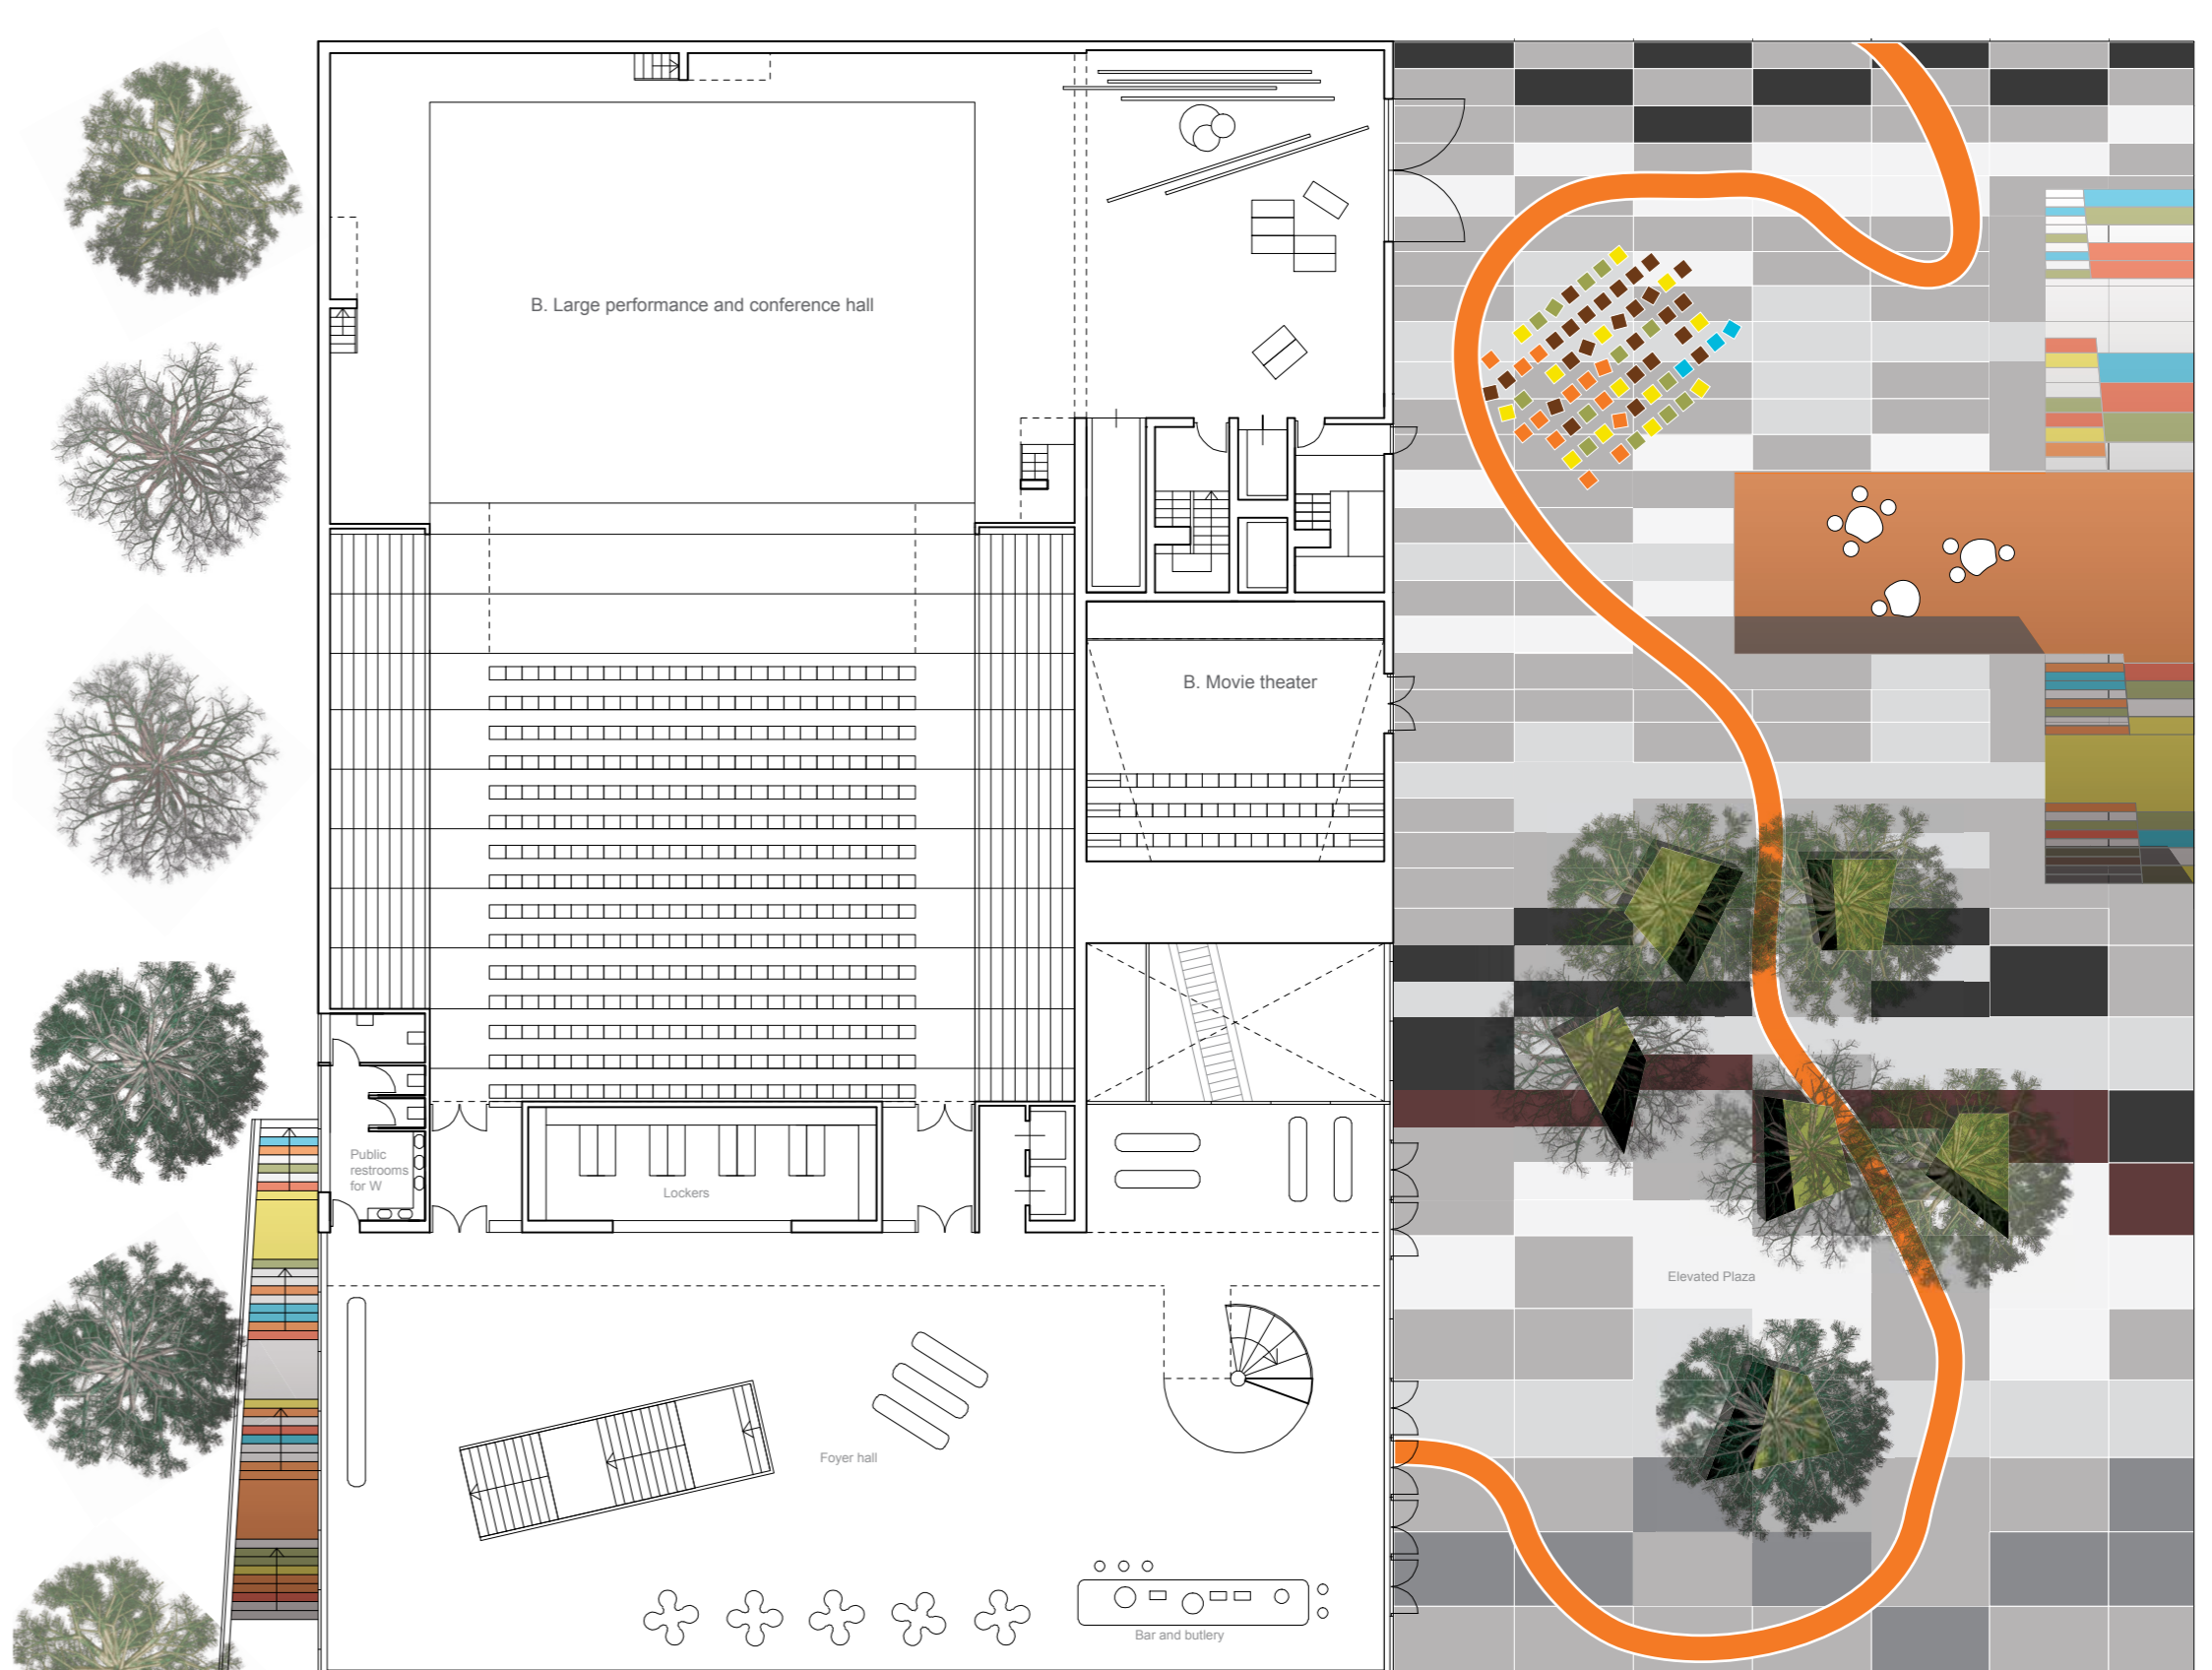 B. Large performance and conference hall
B. Movie theater
Public
restrooms
for W
Lockers
Elevated Plaza
Foyer hall
Bar and butlery